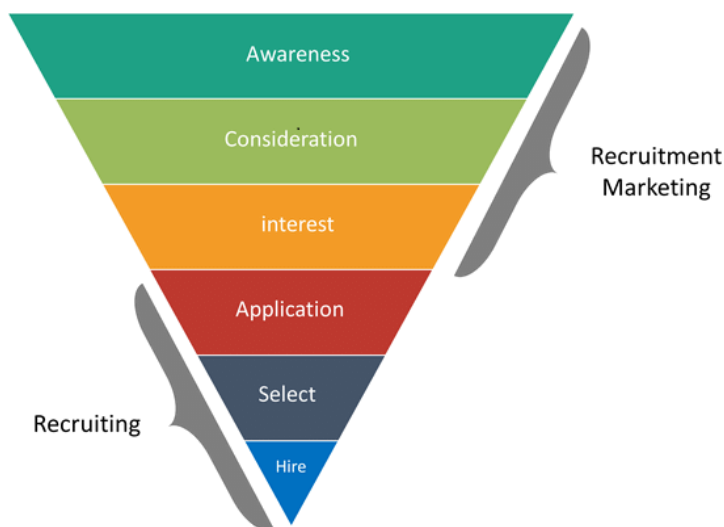 Awareness
Consideration
interest
Application
Select
Hire
Recruitment
Marketing
Recruiting